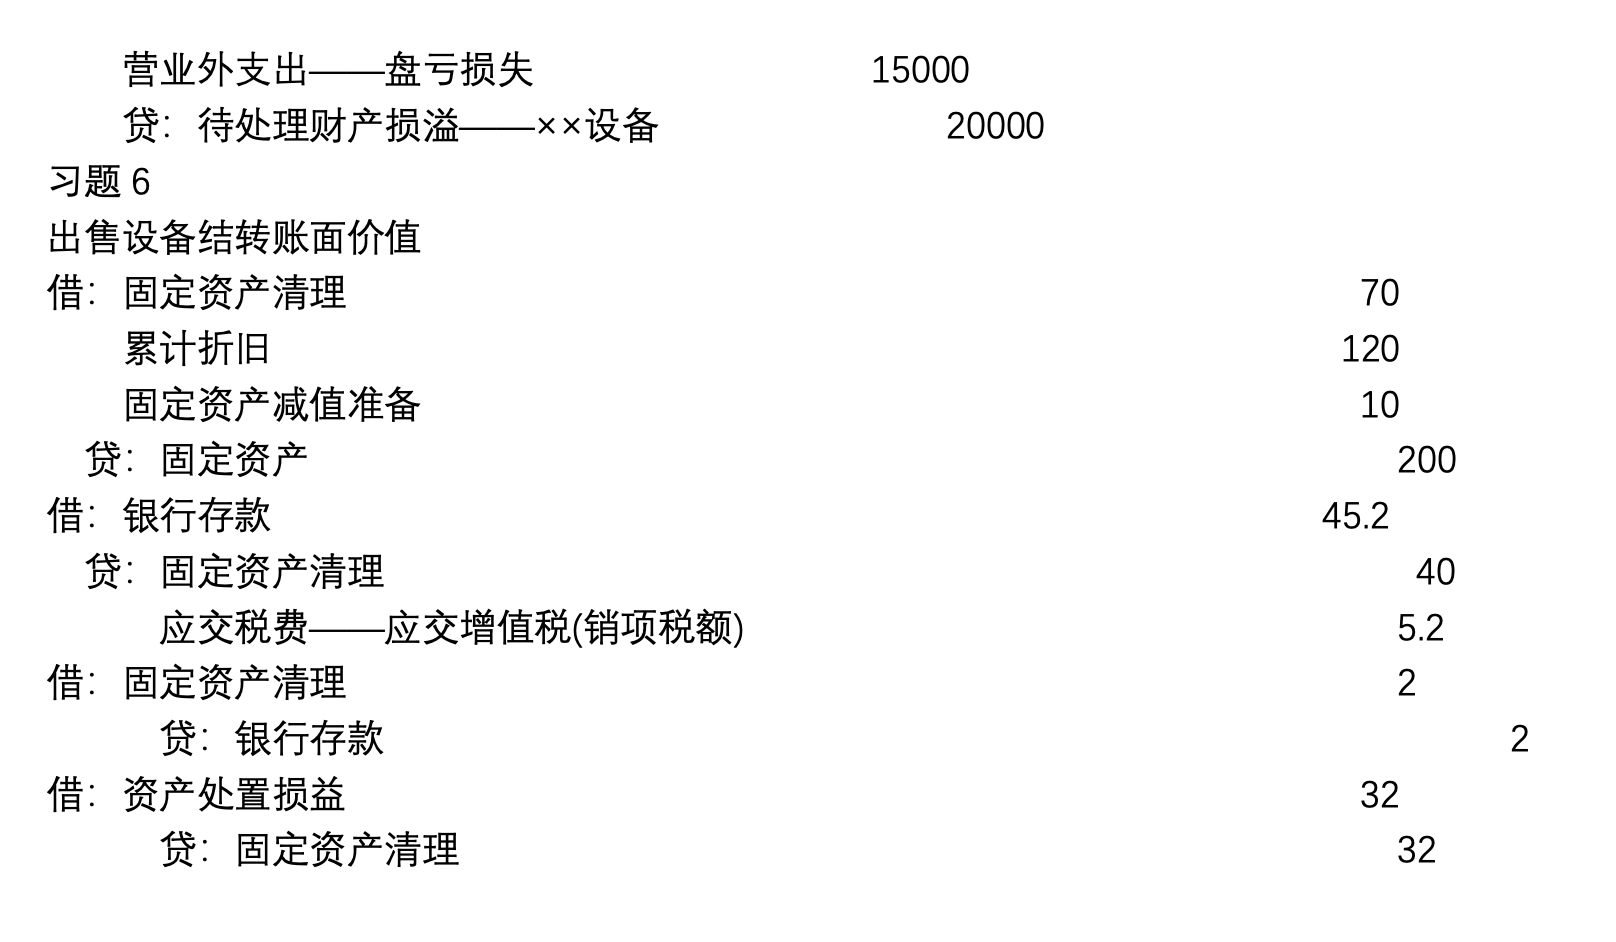 营业外支出——盘亏损失 15000
贷：待处理财产损溢——××设备 20000
习题 6
出售设备结转账面价值
借：固定资产清理 70
累计折旧 120
固定资产减值准备 10
贷：固定资产 200
借：银行存款 45.2
贷：固定资产清理 40
应交税费——应交增值税(销项税额) 5.2
借：固定资产清理 2
贷：银行存款 2
借：资产处置损益 32
贷：固定资产清理 32